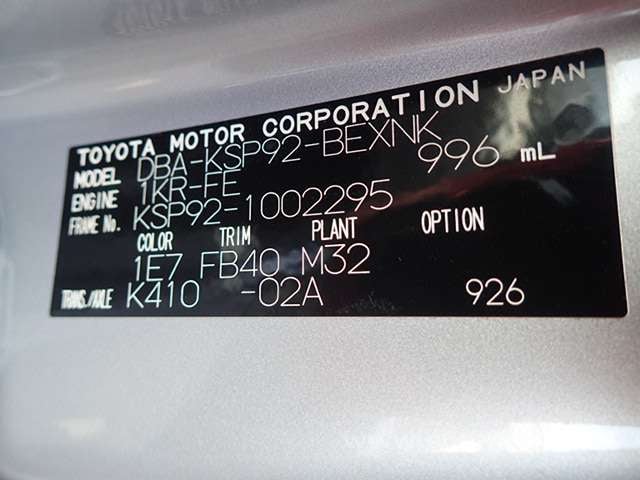 TOYOTA MOTOR CORPORATION JAPAN
MODEL DBA-KSP92-BEXNK
ENGINE 1KR-FE 996 mL
FRAME No. KSP92-1002295
COLOR TRIM PLANT OPTION
1E7 FB40 M32
TRANS./AXLE K410 -02A 926